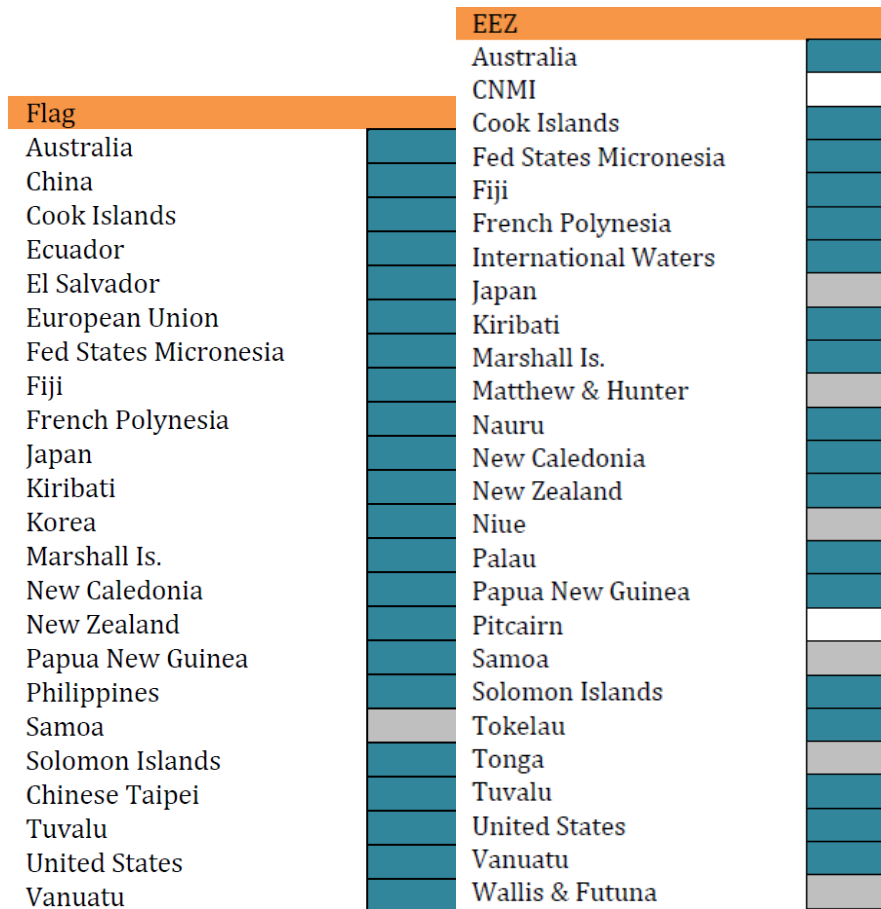 Flag
Australia
China
Cook Islands
Ecuador
El Salvador
European Union
Fed States Micronesia
Fiji
French Polynesia
Japan
Kiribati
Korea
Marshall Is.
New Caledonia
New Zealand
Papua New Guinea
Philippines
Samoa
Solomon Islands
Chinese Taipei
Tuvalu
United States
Vanuatu
EEZ
Australia
CNMI
Cook Islands
Fed States Micronesia
Fiji
French Polynesia
International Waters
Japan
Kiribati
Marshall Is.
Matthew & Hunter
Nauru
New Caledonia
New Zealand
Niue
Palau
Papua New Guinea
Pitcairn
Samoa
Solomon Islands
Tokelau
Tonga
Tuvalu
United States
Vanuatu
Wallis & Futuna